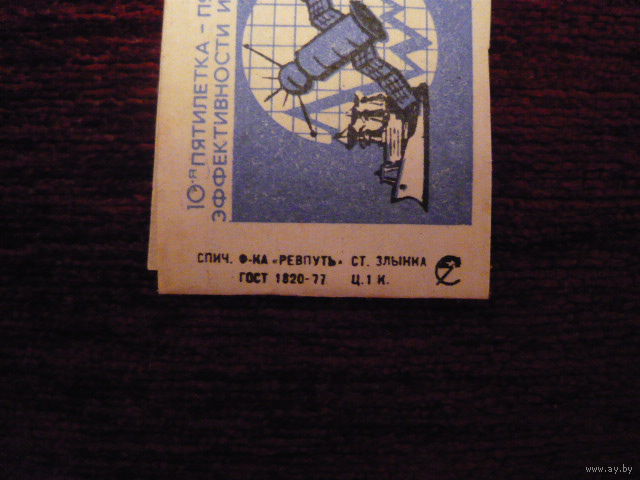 10-я ПЯТИЛЕТКА –
ЭФФЕКТИВНОСТИ И
СПИЧ. Ф-КА «РЕВПУТЬ» СТ. ЗЛЫНКА
ГОСТ 1820-77 Ц.1 К.
www.ay.by